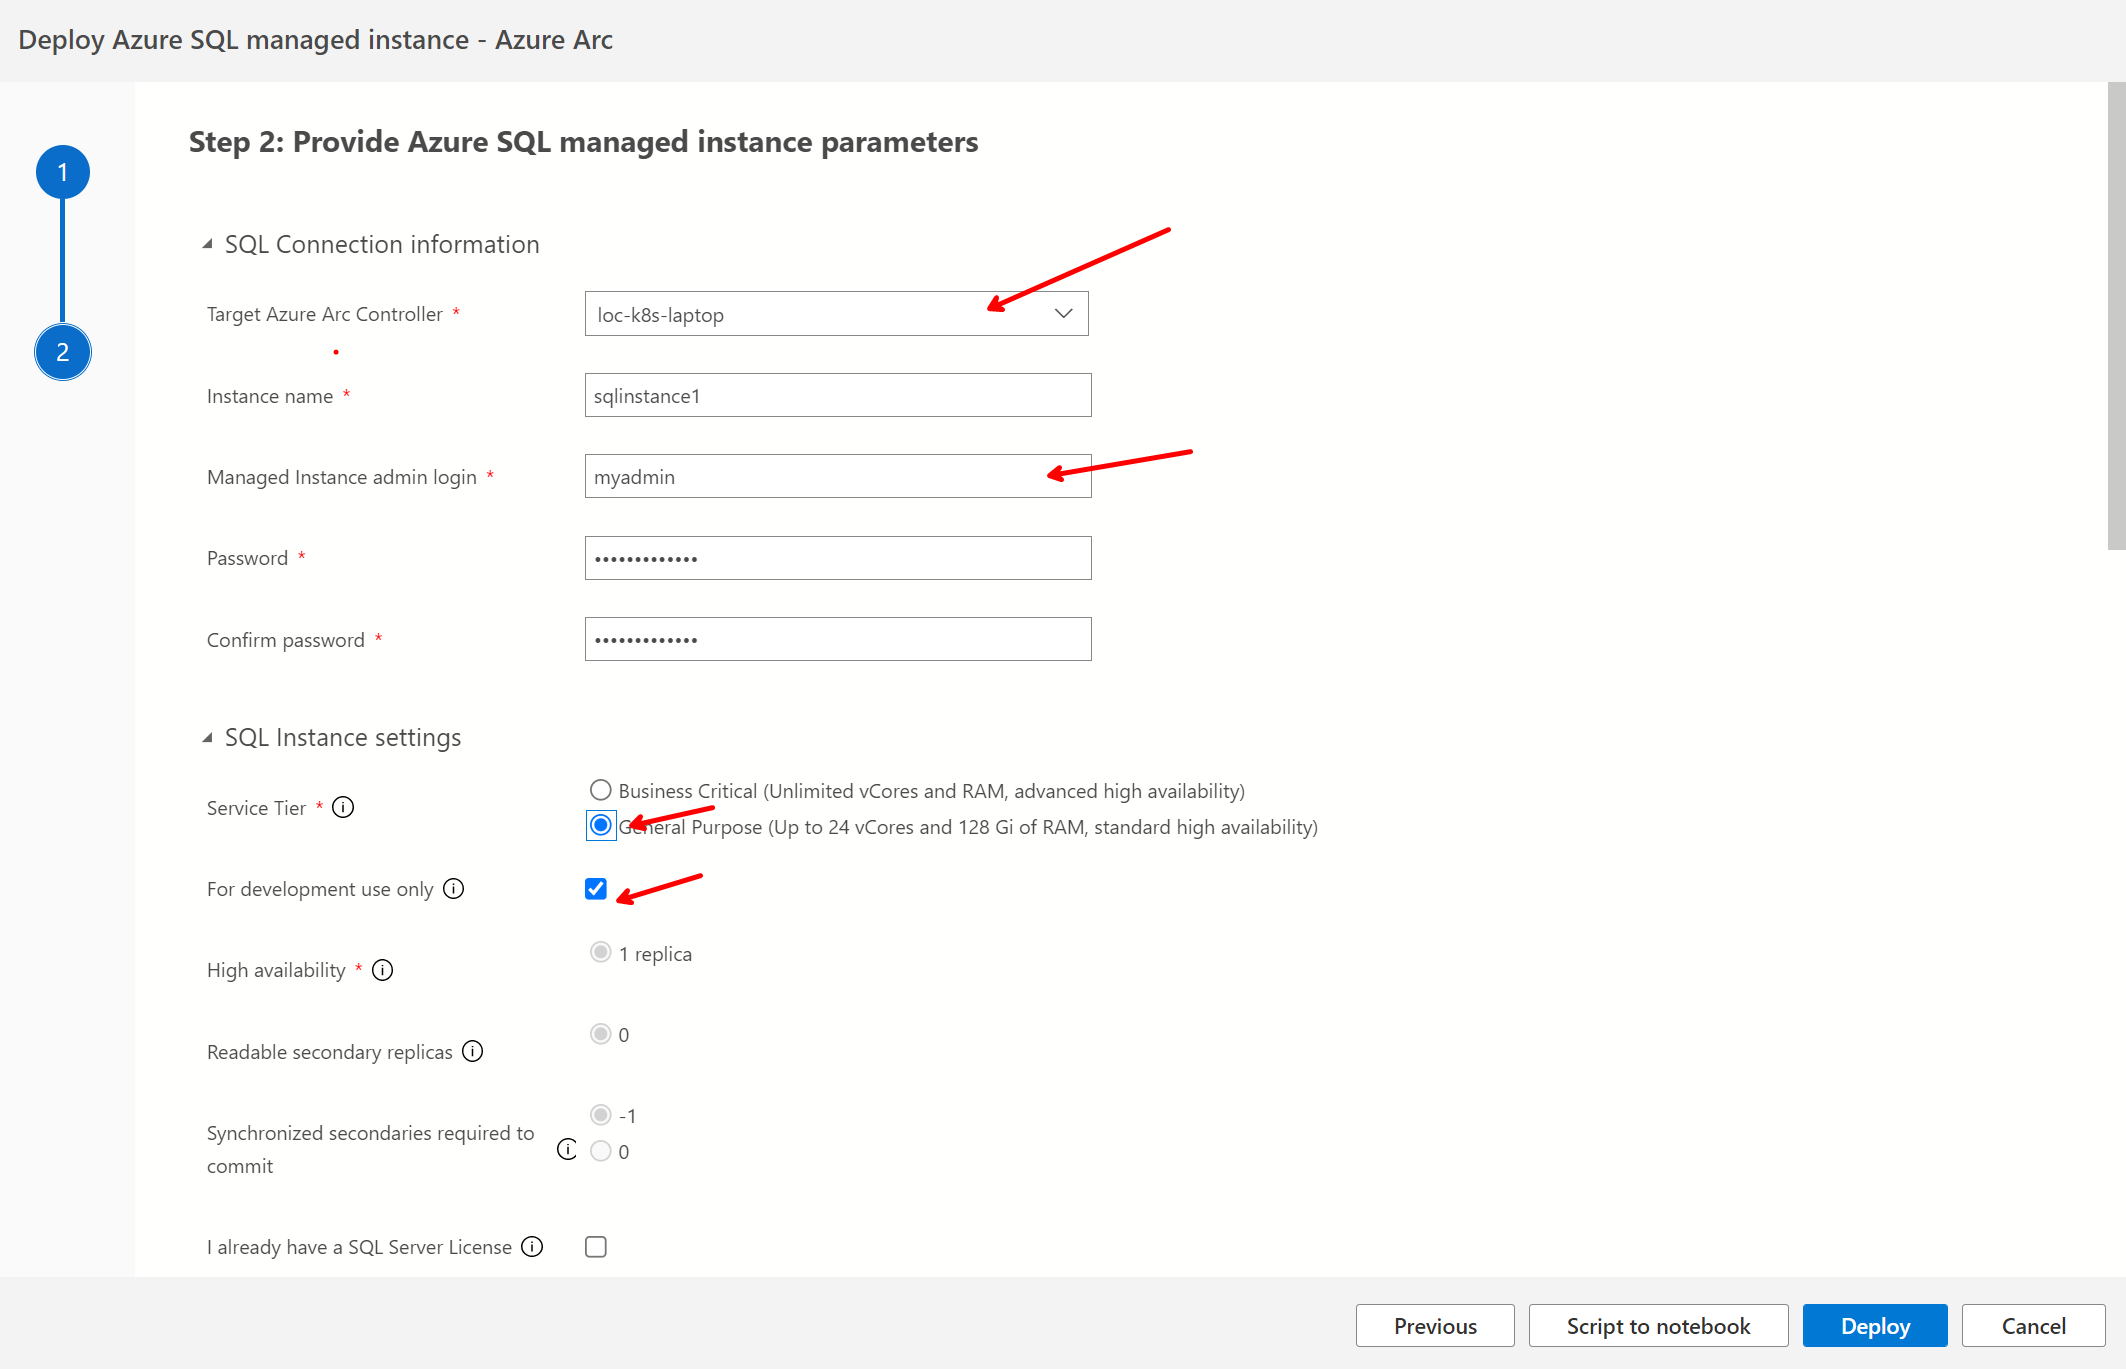 Deploy Azure SQL managed instance - Azure Arc
1
2
Step 2: Provide Azure SQL managed instance parameters
SQL Connection information
Target Azure Arc Controller *
loc-k8s-laptop
Instance name *
sqlinstance1
Managed Instance admin login *
myadmin
Password *
•••••••••••••
Confirm password *
•••••••••••••
SQL Instance settings
Service Tier *
Business Critical (Unlimited vCores and RAM, advanced high availability)
General Purpose (Up to 24 vCores and 128 Gi of RAM, standard high availability)
For development use only
High availability *
1 replica
Readable secondary replicas
0
Synchronized secondaries required to
commit
-1
0
I already have a SQL Server License
Previous
Script to notebook
Deploy
Cancel